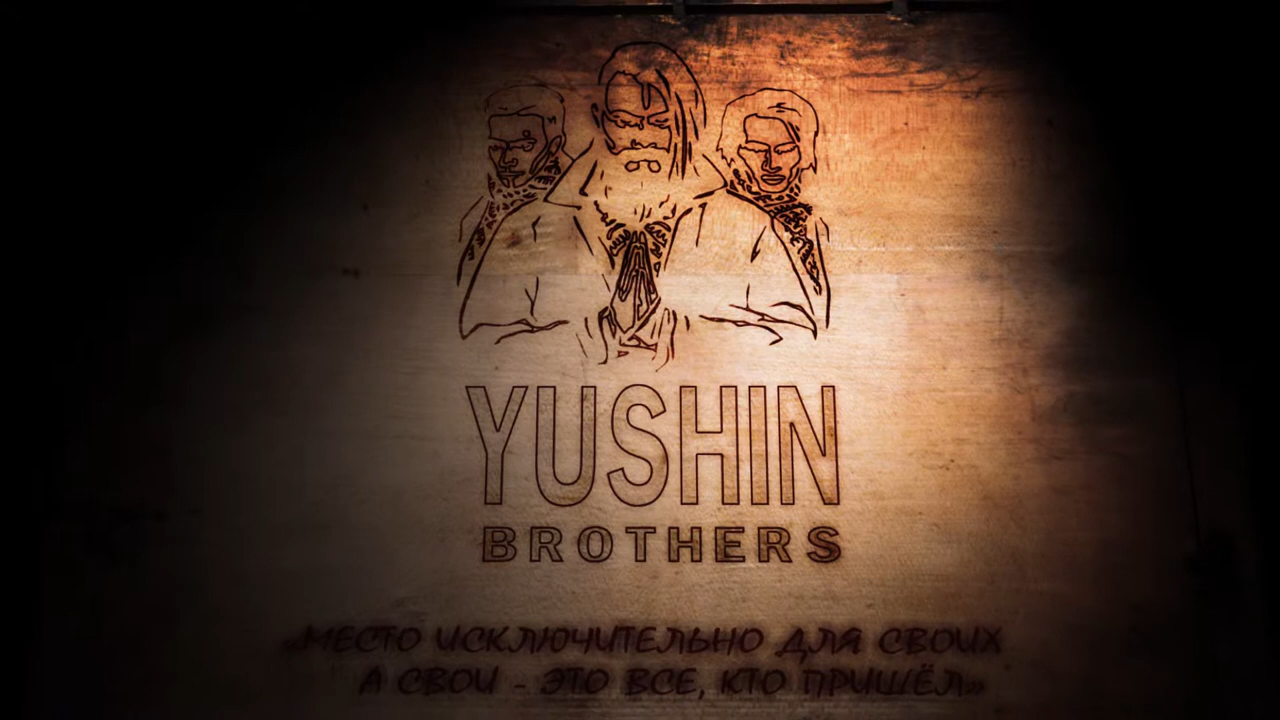 YUSHIN
BROTHERS
«МЕСТО ИСКЛЮЧИТЕЛЬНО ДЛЯ СВОИХ
А СВОИ - ЭТО ВСЕ, КТО ПРИШЁЛ»